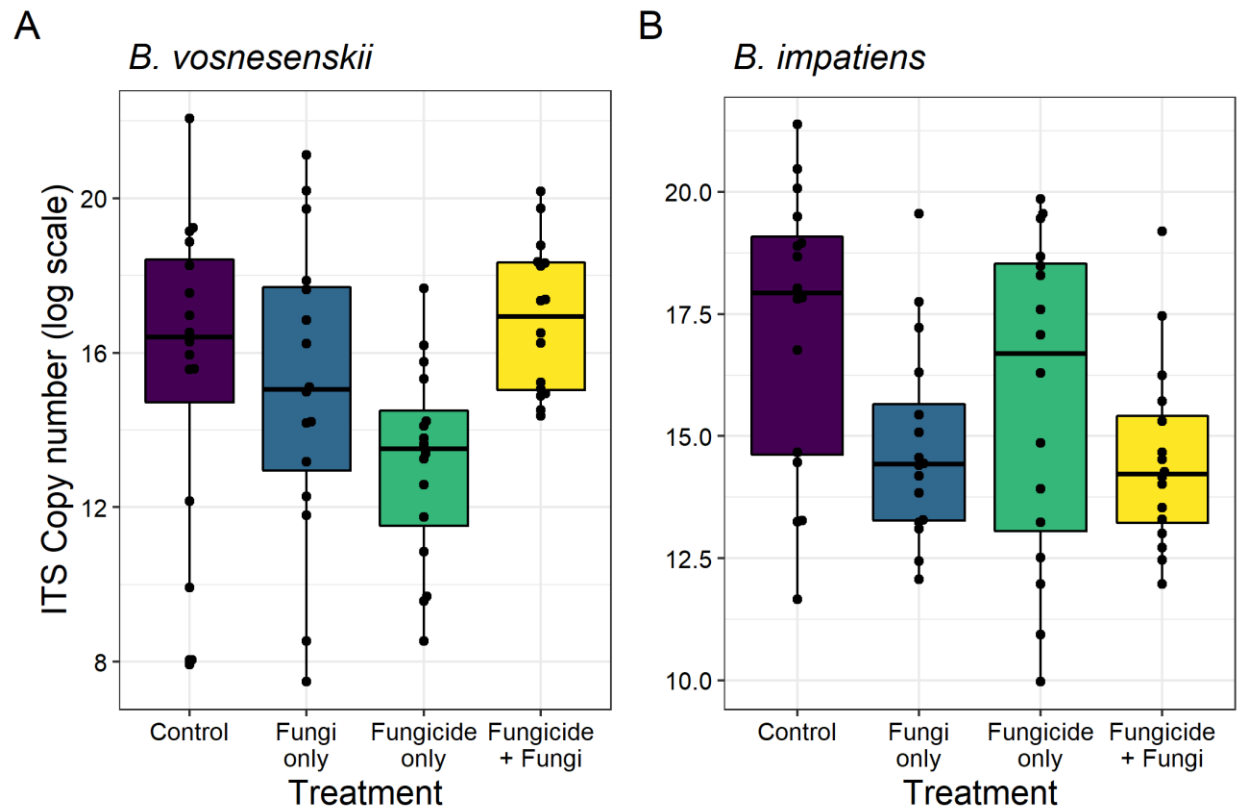 A
B. vosnesenskii
ITS Copy number (log scale)
20
16
12
8
Control
Fungi
only
Fungicide
only
Fungicide
+ Fungi
Treatment
B
B. impatiens
20.0
17.5
15.0
12.5
10.0
Control
Fungi
only
Fungicide
only
Fungicide
+ Fungi
Treatment